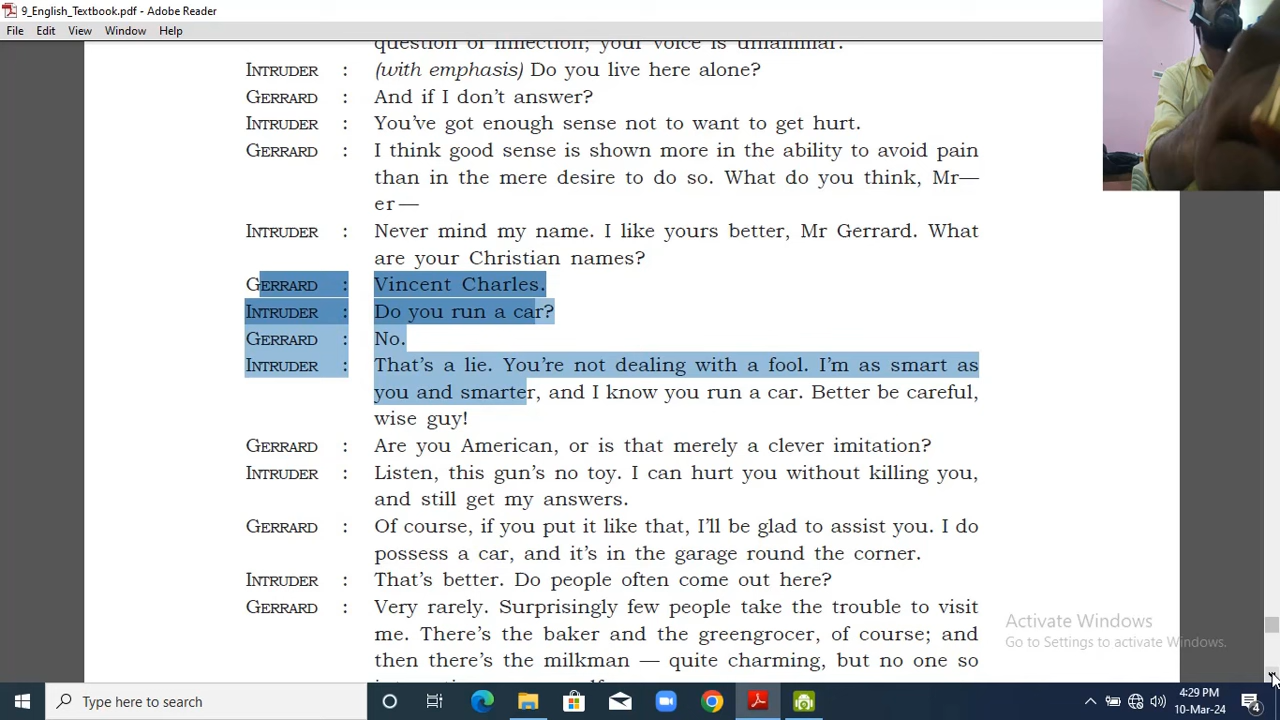 9_English_Textbook.pdf - Adobe Reader
File Edit View Window Help
question of inflection; your voice is unfamiliar.
INTRUDER : (with emphasis) Do you live here alone?
GERRARD : And if I don't answer?
INTRUDER : You've got enough sense not to want to get hurt.
GERRARD : I think good sense is shown more in the ability to avoid pain
than in the mere desire to do so. What do you think, Mr—
er —
INTRUDER : Never mind my name. I like yours better, Mr Gerrard. What
are your Christian names?
GERRARD : Vincent Charles.
INTRUDER : Do you run a car?
GERRARD : No.
INTRUDER : That's a lie. You're not dealing with a fool. I'm as smart as
you and smarter, and I know you run a car. Better be careful,
wise guy!
GERRARD : Are you American, or is that merely a clever imitation?
INTRUDER : Listen, this gun's no toy. I can hurt you without killing you,
and still get my answers.
GERRARD : Of course, if you put it like that, I'll be glad to assist you. I do
possess a car, and it's in the garage round the corner.
INTRUDER : That's better. Do people often come out here?
GERRARD : Very rarely. Surprisingly few people take the trouble to visit
me. There's the baker and the greengrocer, of course; and
then there's the milkman — quite charming, but no one so
Activate Windows
Go to Settings to activate Windows.
Type here to search
4:29 PM
10-Mar-24
4